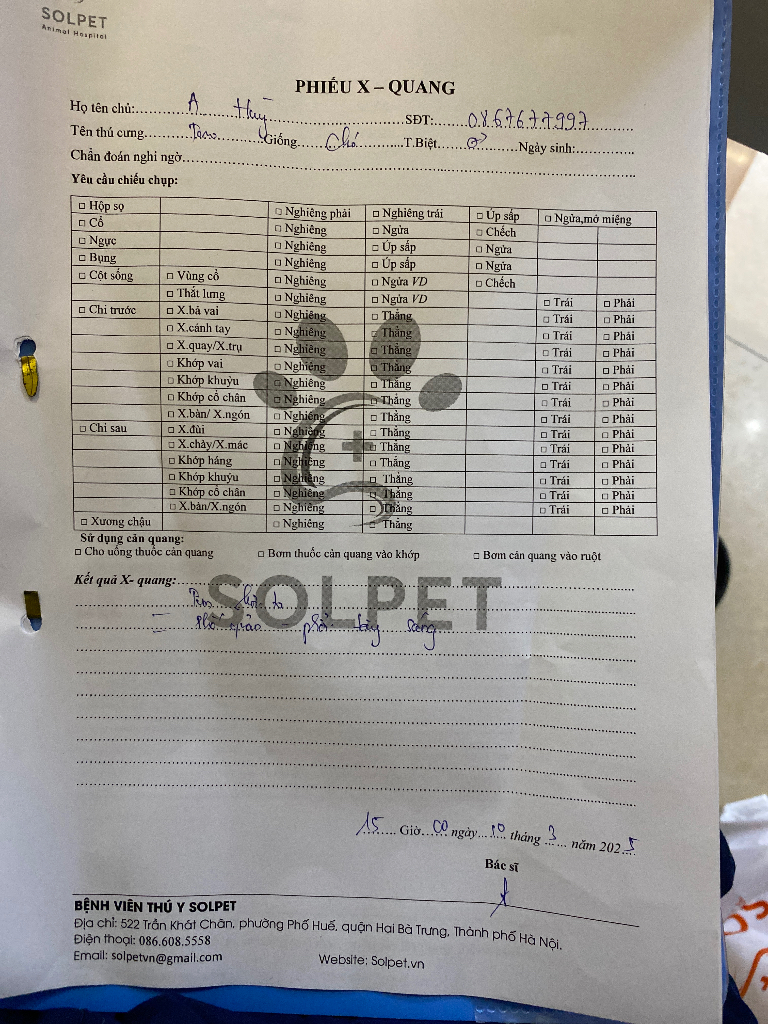 SOLPET
Animal Hospital
PHIẾU X – QUANG
Họ tên chủ: A Hùng SĐT: 0867677997
Tên thú cưng Giống Chó T.Biệt ♂ Ngày sinh:
Chẩn đoán nghi ngờ
Yêu cầu chiếu chụp:
□ Hộp sọ □ Nghiêng phải □ Nghiêng trái □ Úp sấp □ Ngửa,mở miệng
□ Cổ □ Nghiêng □ Ngửa □ Chếch
□ Ngực □ Nghiêng □ Úp sấp □ Ngửa
□ Bụng □ Nghiêng □ Úp sấp □ Ngửa
□ Cột sống □ Vùng cổ □ Nghiêng □ Ngửa VD □ Chếch
□ Thắt lưng □ Nghiêng □ Ngửa VD □ Trái □ Phải
□ Chi trước □ X.bả vai □ Nghiêng □ Thẳng □ Trái □ Phải
□ X.cánh tay □ Nghiêng □ Thẳng □ Trái □ Phải
□ X.quay/X.trụ □ Nghiêng □ Thẳng □ Trái □ Phải
□ Khớp vai □ Nghiêng □ Thẳng □ Trái □ Phải
□ Khớp khuỷu □ Nghiêng □ Thẳng □ Trái □ Phải
□ Khớp cổ chân □ Nghiêng □ Thẳng □ Trái □ Phải
□ X.bàn/ X.ngón □ Nghiêng □ Thẳng □ Trái □ Phải
□ Chi sau □ X.đùi □ Nghiêng □ Thẳng □ Trái □ Phải
□ X.chày/X.mác □ Nghiêng □ Thẳng □ Trái □ Phải
□ Khớp háng □ Nghiêng □ Thẳng □ Trái □ Phải
□ Khớp khuỷu □ Nghiêng □ Thẳng □ Trái □ Phải
□ Khớp cổ chân □ Nghiêng □ Thẳng □ Trái □ Phải
□ X.bàn/X.ngón □ Nghiêng □ Thẳng □ Trái □ Phải
□ Xương chậu □ Nghiêng □ Thẳng
Sử dụng cản quang:
□ Cho uống thuốc cản quang □ Bơm thuốc cản quang vào khớp □ Bơm cản quang vào ruột
Kết quả X- quang:
SOLPET
phổi sáng
15 Giờ 00 ngày 10 tháng 3 năm 2025
Bác sĩ
BỆNH VIỆN THÚ Y SOLPET
Địa chỉ: 522 Trần Khát Chân, phường Phố Huế, quận Hai Bà Trưng, Thành phố Hà Nội.
Điện thoại: 086.608.5558
Email: solpetvn@gmail.com Website: Solpet.vn